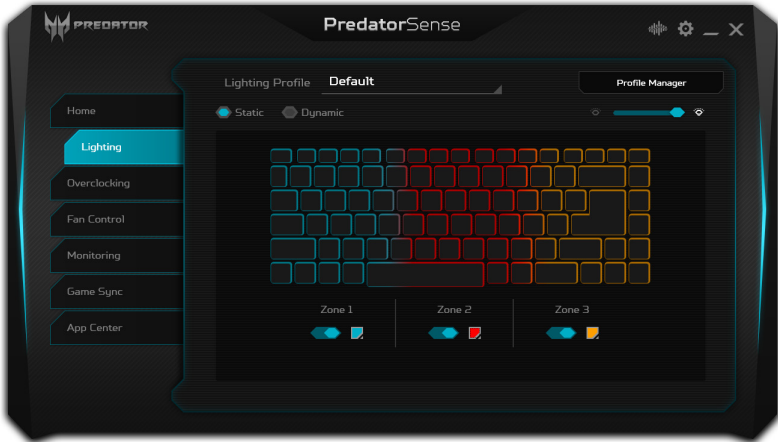 PREDATOR
PredatorSense
Lighting Profile Default
Profile Manager
Static Dynamic
Home
Lighting
Overclocking
Fan Control
Monitoring
Game Sync
App Center
Zone 1 Zone 2 Zone 3